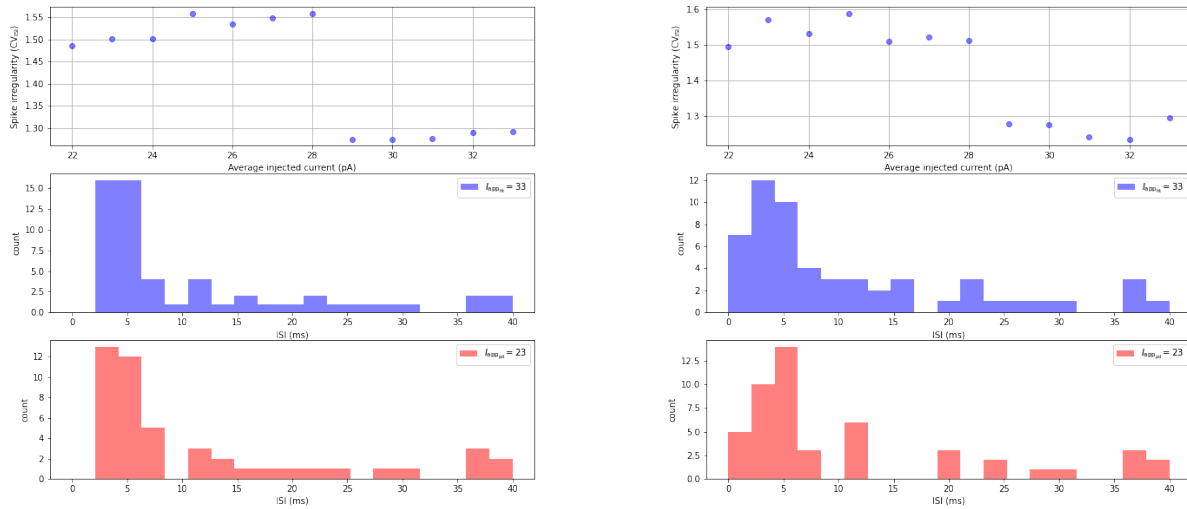 Spike irregularity (CV_ISI)
1.55
1.50
1.45
1.40
1.35
1.30
22 24 26 28 30 32
Average injected current (pA)
count
15.0
12.5
10.0
7.5
5.0
2.5
0.0
0 5 10 15 20 25 30 35 40
ISI (ms)
= 33
count
12
10
8
6
4
2
0
0 5 10 15 20 25 30 35 40
ISI (ms)
= 23
Spike irregularity (CV_ISI)
1.6
1.5
1.4
1.3
22 24 26 28 30 32
Average injected current (pA)
count
12
10
8
6
4
2
0
0 5 10 15 20 25 30 35 40
ISI (ms)
= 33
count
12.5
10.0
7.5
5.0
2.5
0.0
0 5 10 15 20 25 30 35 40
ISI (ms)
= 23